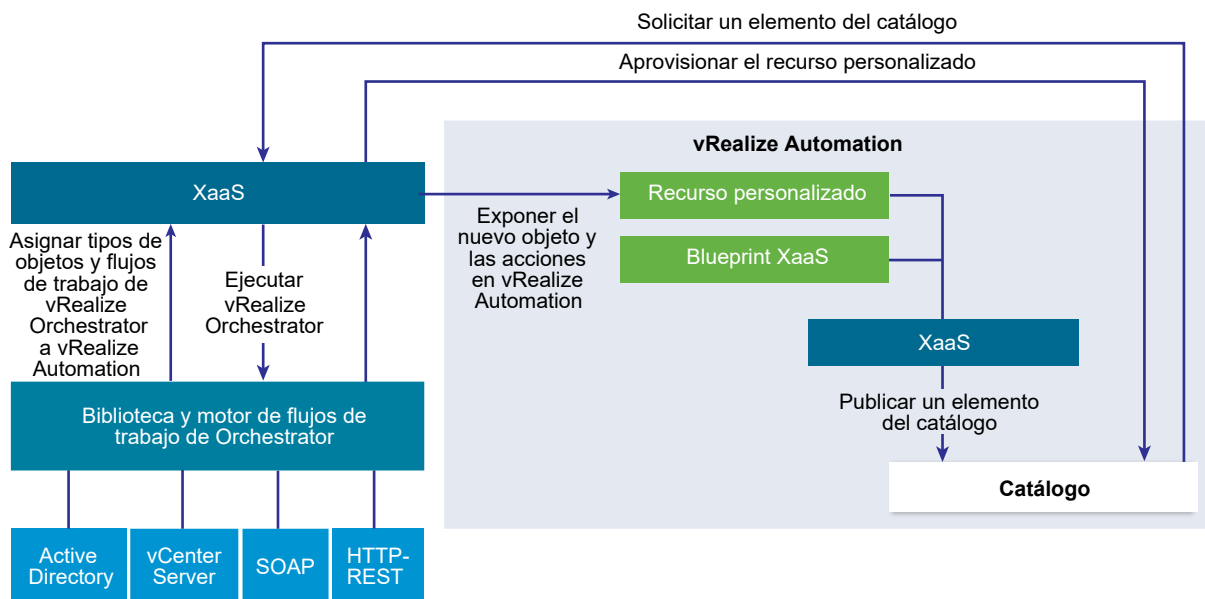 Solicitar un elemento del catálogo
Aprovisionar el recurso personalizado
vRealize Automation
XaaS
Recurso personalizado
Exponer el
nuevo objeto y
las acciones
en vRealize
Automation
Blueprint XaaS
Asignar tipos de
objetos y flujos
de trabajo de
vRealize
Orchestrator
a vRealize
Automation
Ejecutar
vRealize
Orchestrator
XaaS
Publicar un elemento
del catálogo
Biblioteca y motor de flujos de
trabajo de Orchestrator
Catálogo
Active
Directory
vCenter
Server
SOAP
HTTP-
REST